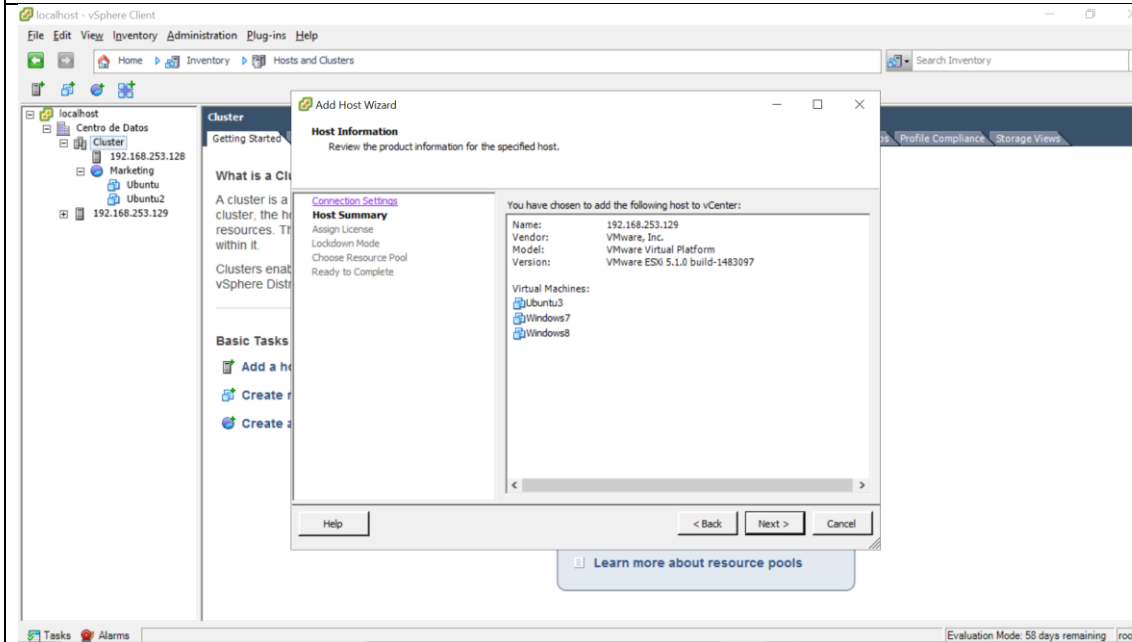 localhost - vSphere Client
File Edit View Inventory Administration Plug-ins Help
Home Inventory Hosts and Clusters
Search Inventory
localhost
Centro de Datos
Cluster
192.168.253.128
Marketing
Ubuntu
Ubuntu2
192.168.253.129
Cluster
Getting Started
Profile Compliance Storage Views
What is a Cl
A cluster is a
cluster, the h
resources. Th
within it.
Clusters enab
vSphere Distr
Basic Tasks
Add a ho
Create
Create a
Add Host Wizard
Host Information
Review the product information for the specified host.
Connection Settings
Host Summary
Assign License
Lockdown Mode
Choose Resource Pool
Ready to Complete
You have chosen to add the following host to vCenter:
Name: 192.168.253.129
Vendor: VMware, Inc.
Model: VMware Virtual Platform
Version: VMware ESXi 5.1.0 build-1483097
Virtual Machines:
Ubuntu3
Windows7
Windows8
Help < Back Next > Cancel
Learn more about resource pools
Tasks Alarms Evaluation Mode: 58 days remaining roo